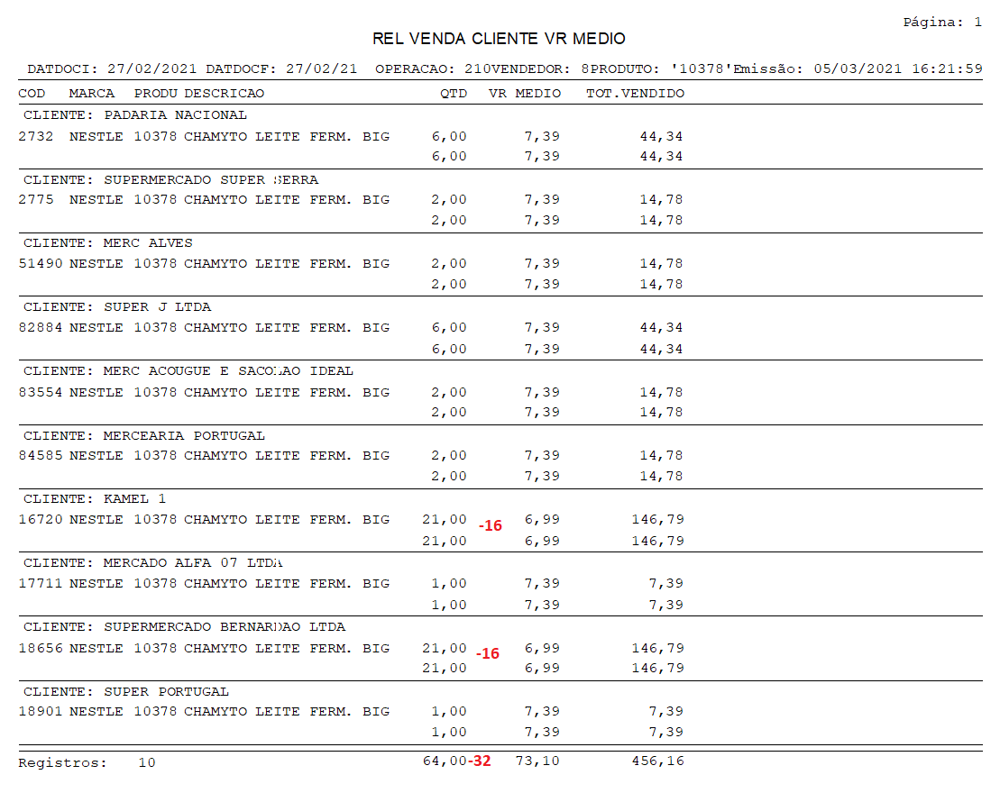 Página: 1
REL VENDA CLIENTE VR MEDIO
DATDOCI: 27/02/2021 DATDOCF: 27/02/21 OPERACAO: 210VENDEDOR: 8PRODUTO: '10378'Emissão: 05/03/2021 16:21:59
COD MARCA PRODU DESCRICAO QTD VR MEDIO TOT.VENDIDO
CLIENTE: PADARIA NACIONAL
2732 NESTLE 10378 CHAMYTO LEITE FERM. BIG 6,00 7,39 44,34
6,00 7,39 44,34
CLIENTE: SUPERMERCADO SUPER SERRA
2775 NESTLE 10378 CHAMYTO LEITE FERM. BIG 2,00 7,39 14,78
2,00 7,39 14,78
CLIENTE: MERC ALVES
51490 NESTLE 10378 CHAMYTO LEITE FERM. BIG 2,00 7,39 14,78
2,00 7,39 14,78
CLIENTE: SUPER J LTDA
82884 NESTLE 10378 CHAMYTO LEITE FERM. BIG 6,00 7,39 44,34
6,00 7,39 44,34
CLIENTE: MERC ACOUGUE E SACOLAO IDEAL
83554 NESTLE 10378 CHAMYTO LEITE FERM. BIG 2,00 7,39 14,78
2,00 7,39 14,78
CLIENTE: MERCEARIA PORTUGAL
84585 NESTLE 10378 CHAMYTO LEITE FERM. BIG 2,00 7,39 14,78
2,00 7,39 14,78
CLIENTE: KAMEL 1
16720 NESTLE 10378 CHAMYTO LEITE FERM. BIG 21,00 -16 6,99 146,79
21,00 6,99 146,79
CLIENTE: MERCADO ALFA 07 LTDA
17711 NESTLE 10378 CHAMYTO LEITE FERM. BIG 1,00 7,39 7,39
1,00 7,39 7,39
CLIENTE: SUPERMERCADO BERNARDAO LTDA
18656 NESTLE 10378 CHAMYTO LEITE FERM. BIG 21,00 -16 6,99 146,79
21,00 6,99 146,79
CLIENTE: SUPER PORTUGAL
18901 NESTLE 10378 CHAMYTO LEITE FERM. BIG 1,00 7,39 7,39
1,00 7,39 7,39
Registros: 10 64,00-32 73,10 456,16